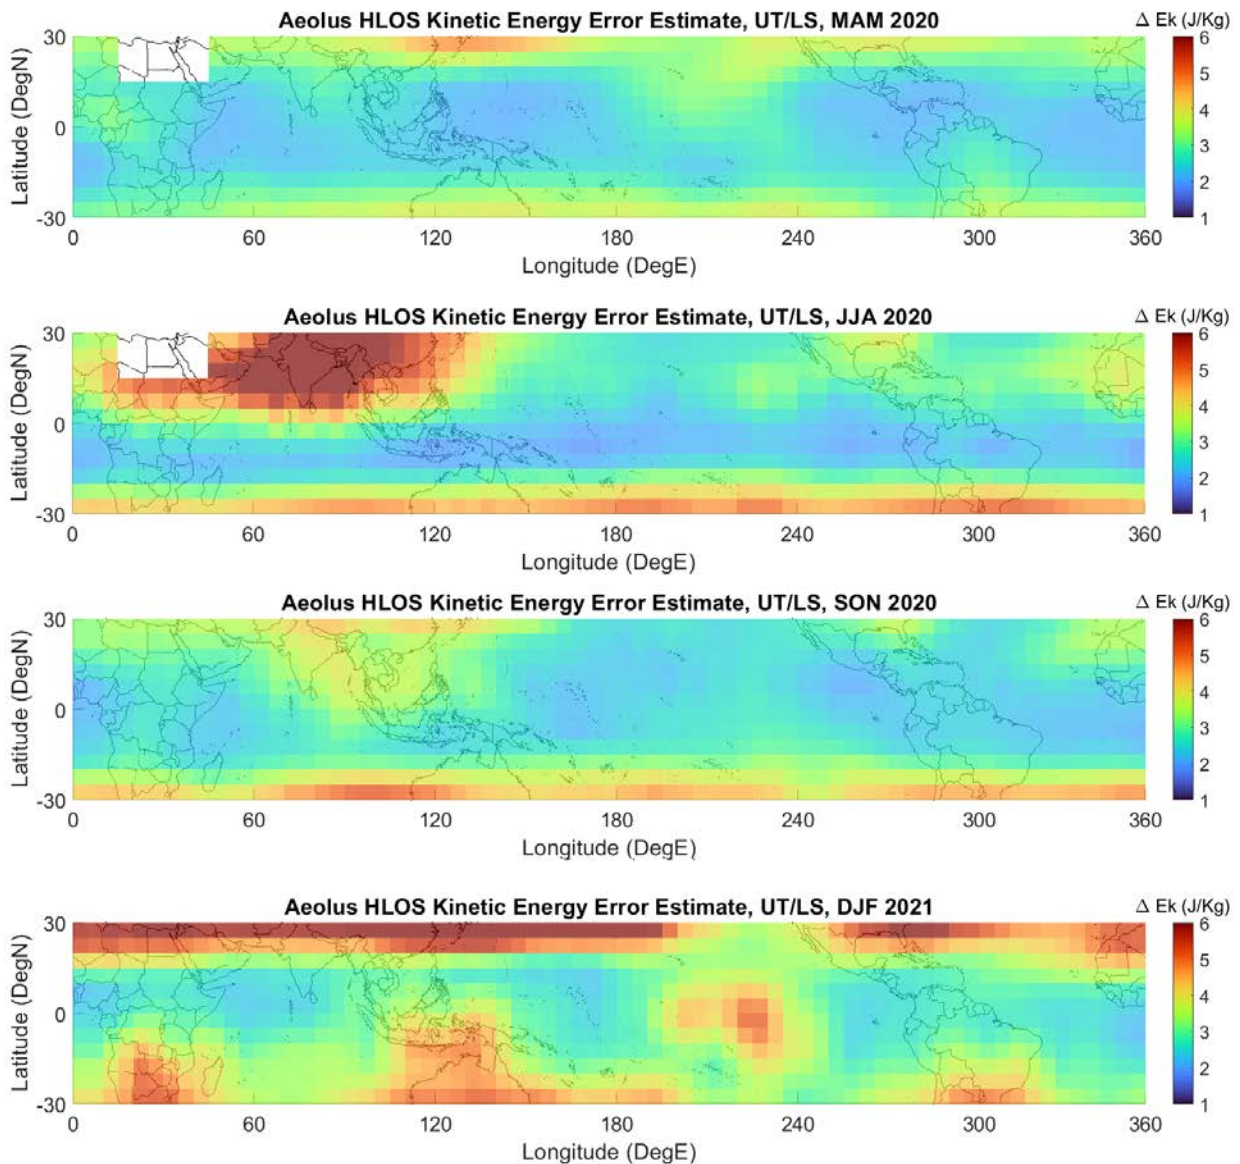 Aeolus HLOS Kinetic Energy Error Estimate, UT/LS, MAM 2020
Δ Ek (J/Kg)
Latitude (DegN)
30
0
-30
0 60 120 180 240 300 360
Longitude (DegE)
6
5
4
3
2
1
Aeolus HLOS Kinetic Energy Error Estimate, UT/LS, JJA 2020
Δ Ek (J/Kg)
Latitude (DegN)
30
0
-30
0 60 120 180 240 300 360
Longitude (DegE)
6
5
4
3
2
1
Aeolus HLOS Kinetic Energy Error Estimate, UT/LS, SON 2020
Δ Ek (J/Kg)
Latitude (DegN)
30
0
-30
0 60 120 180 240 300 360
Longitude (DegE)
6
5
4
3
2
1
Aeolus HLOS Kinetic Energy Error Estimate, UT/LS, DJF 2021
Δ Ek (J/Kg)
Latitude (DegN)
30
0
-30
0 60 120 180 240 300 360
Longitude (DegE)
6
5
4
3
2
1